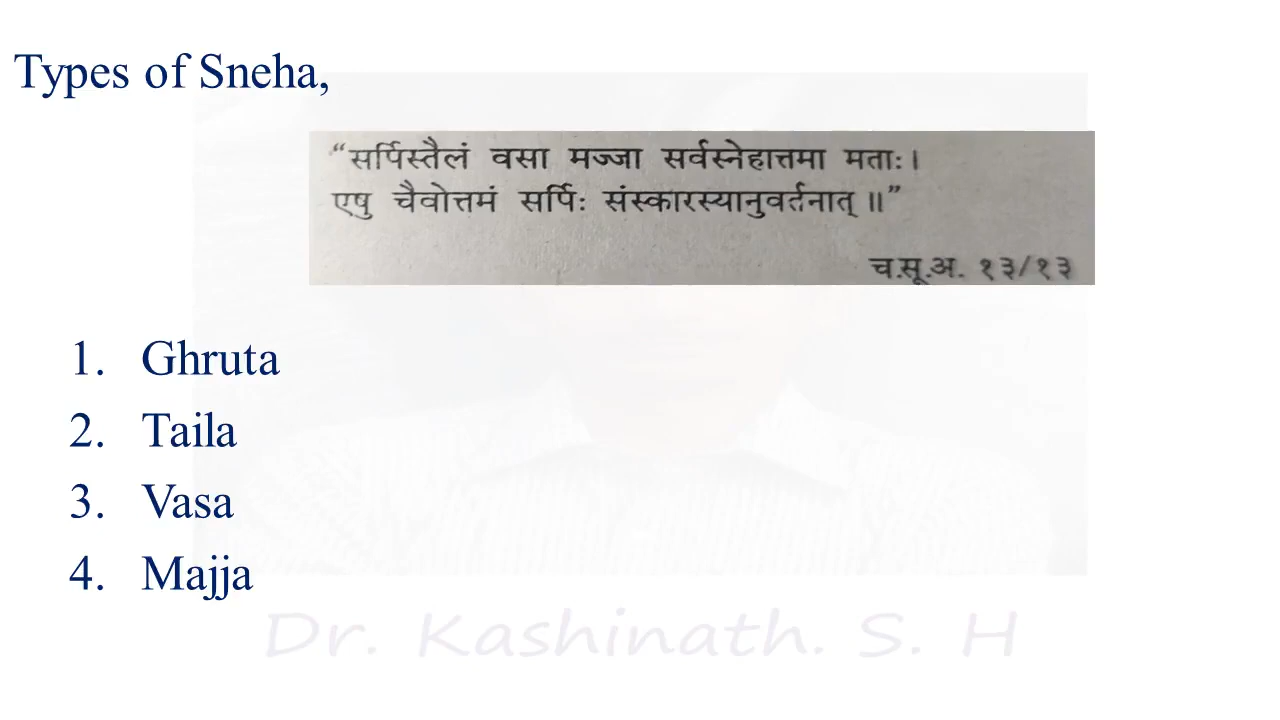 Types of Sneha,
“सर्पिस्तैलं वसा मज्जा सर्वस्नेहात्तमा मताः।
एषु चैवोत्तमं सर्पिः संस्कारस्यानुवर्तनात्॥”
च.सू.अ. १३/१३
1. Ghruta
2. Taila
3. Vasa
4. Majja
Dr. Kashinath. S. H